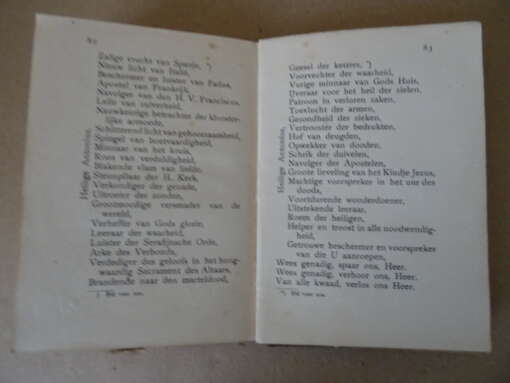 82
Zalige vrucht van Spanje, *)
Nieuw licht van Italië,
Beschermer en luister van Padua,
Apostel van Frankrijk,
Navolger van den H. V. Franciscus,
Lelie van zuiverheid,
Nauwkeurige betrachter der klooster-
lijke armoede,
Schitterend licht van gehoorzaamheid,
Spiegel van boetvaardigheid,
Minnaar van het kruis,
Roos van verduldigheid,
Blakende vlam van liefde,
Steunpilaar der H. Kerk,
Verkondiger der genade,
Uitroeier der zonden,
Grootmoedige versmader van de
wereld,
Verheffer van Gods glorie,
Leeraar der waarheid,
Luister der Serafijnsche Orde,
Arke des Verbonds,
Verdediger des geloofs in het hoog-
waardig Sacrament des Altaars,
Brandende naar den marteldood,
Heilige Antonius,
*) Bid voor ons.
83
Geesel der ketters, *)
Voorvechter der waarheid,
Vurige minnaar van Gods Huis,
IJveraar voor het heil der zielen,
Patroon in verloren zaken,
Toevlucht der armen,
Gezondheid der zieken,
Vertrooster der bedrukten,
Hof van deugden,
Opwekker van dooden,
Schrik der duivelen,
Navolger der Apostelen,
Groote lieveling van het Kindje Jezus,
Machtige voorspreker in het uur des
doods,
Voortdurende wonderdoener,
Uitstekende leeraar,
Roem der heiligen,
Helper en troost in alle noodwendig-
heid,
Getrouwe beschermer en voorspreker
van die U aanroepen,
Heilige Antonius,
Wees genadig, spaar ons, Heer.
Wees genadig, verhoor ons, Heer.
Van alle kwaad, verlos ons Heer.
*) Bid voor ons.